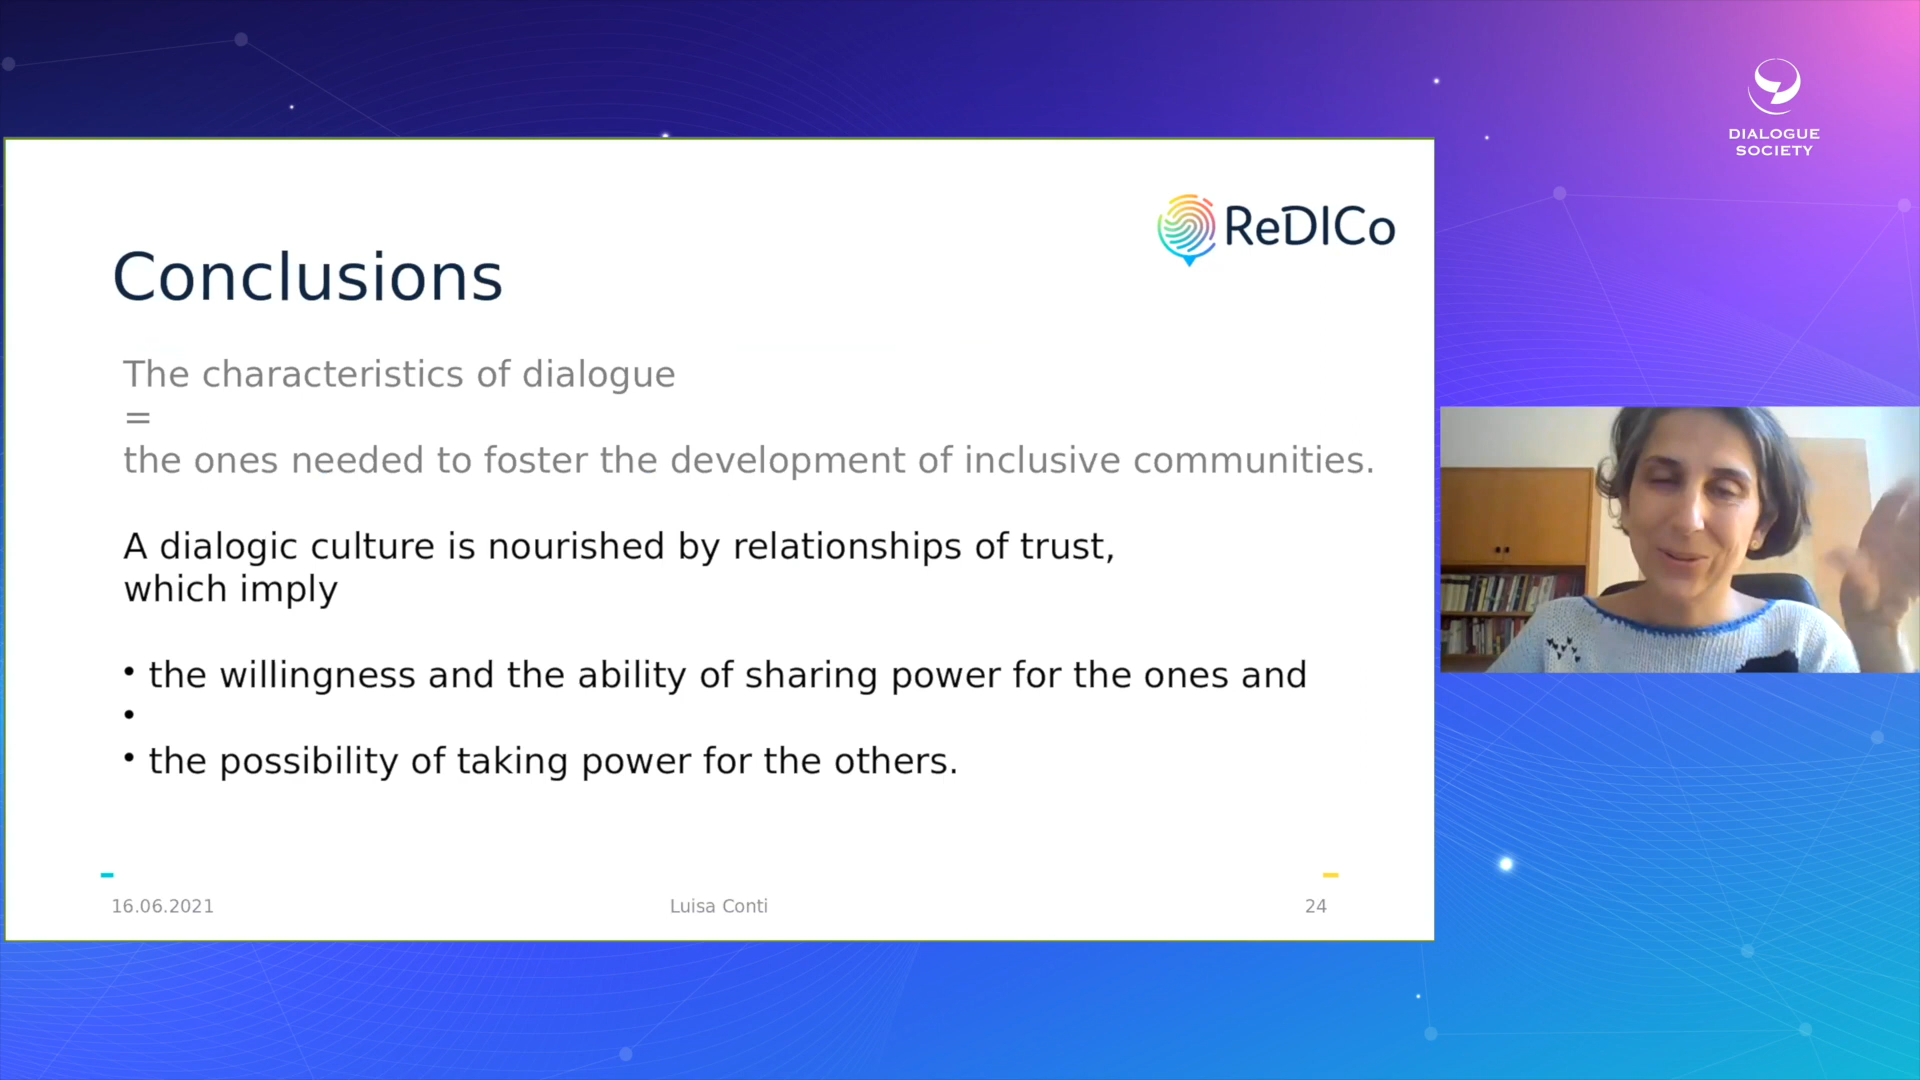 DIALOGUE
SOCIETY
ReDICo
Conclusions
The characteristics of dialogue
=
the ones needed to foster the development of inclusive communities.
A dialogic culture is nourished by relationships of trust,
which imply
• the willingness and the ability of sharing power for the ones and
•
• the possibility of taking power for the others.
16.06.2021
Luisa Conti
24